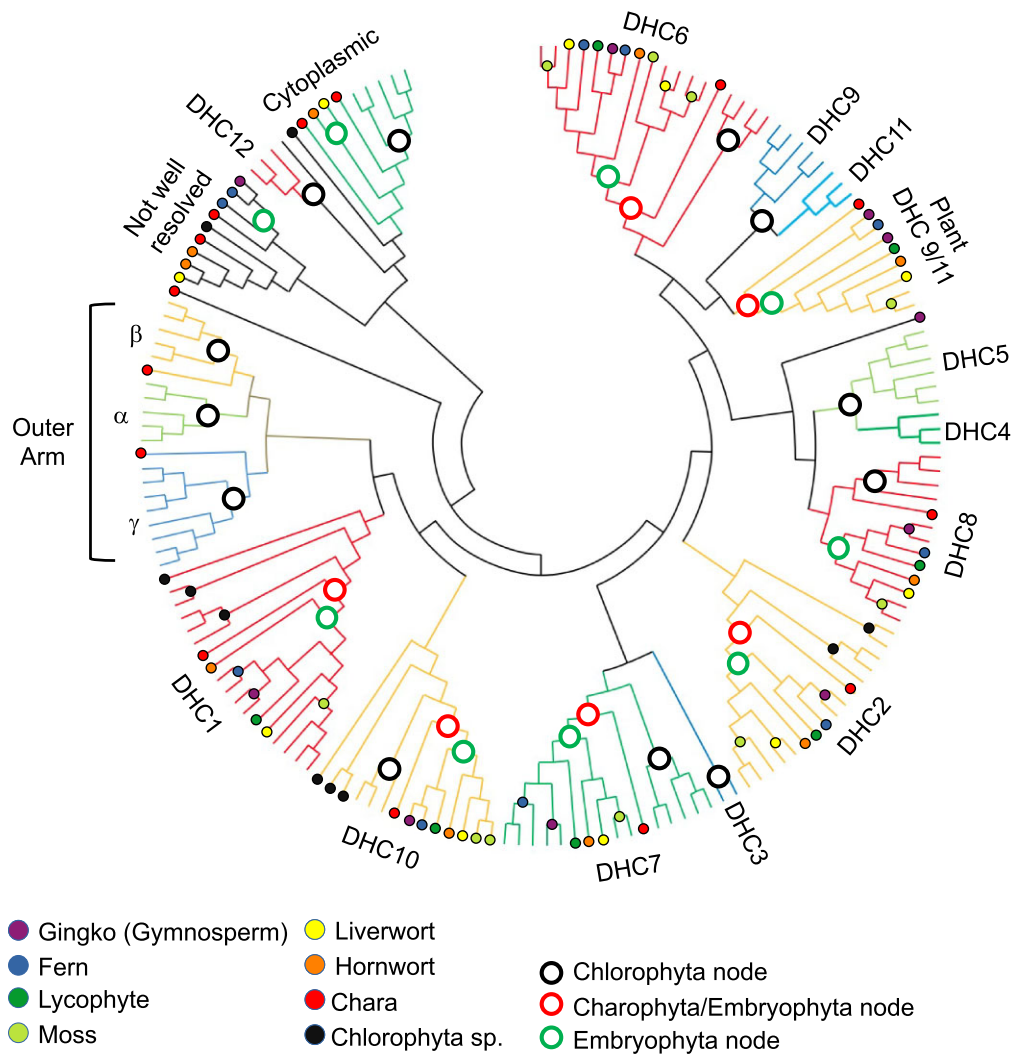 DHC6
Cytoplasmic
DHC9
DHC12
DHC11
Not well
resolved
Plant
DHC 9/11
β
DHC5
α
Outer
Arm
DHC4
γ
DHC8
DHC1
DHC2
DHC3
DHC10
DHC7
Gingko (Gymnosperm)
Fern
Lycophyte
Moss
Liverwort
Hornwort
Chara
Chlorophyta sp.
Chlorophyta node
Charophyta/Embryophyta node
Embryophyta node